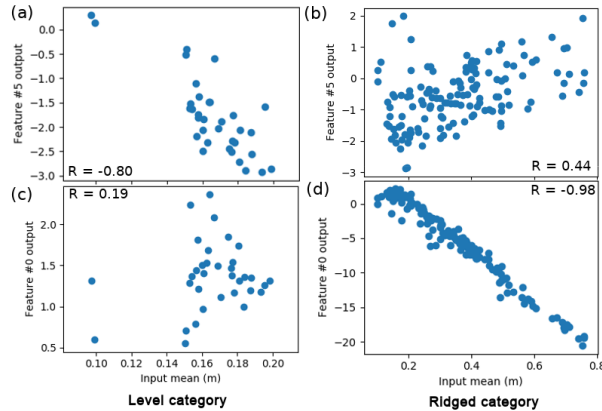 (a)
0.0
-0.5
-1.0
-1.5
-2.0
-2.5
-3.0
Feature #5 output
R = -0.80
(b)
2
1
0
-1
-2
-3
Feature #5 output
R = 0.44
(c)
R = 0.19
2.0
1.5
1.0
0.5
Feature #0 output
0.10 0.12 0.14 0.16 0.18 0.20
Input mean (m)
Level category
(d)
R = -0.98
0
-5
-10
-15
-20
Feature #0 output
0.2 0.4 0.6 0.8
Input mean (m)
Ridged category